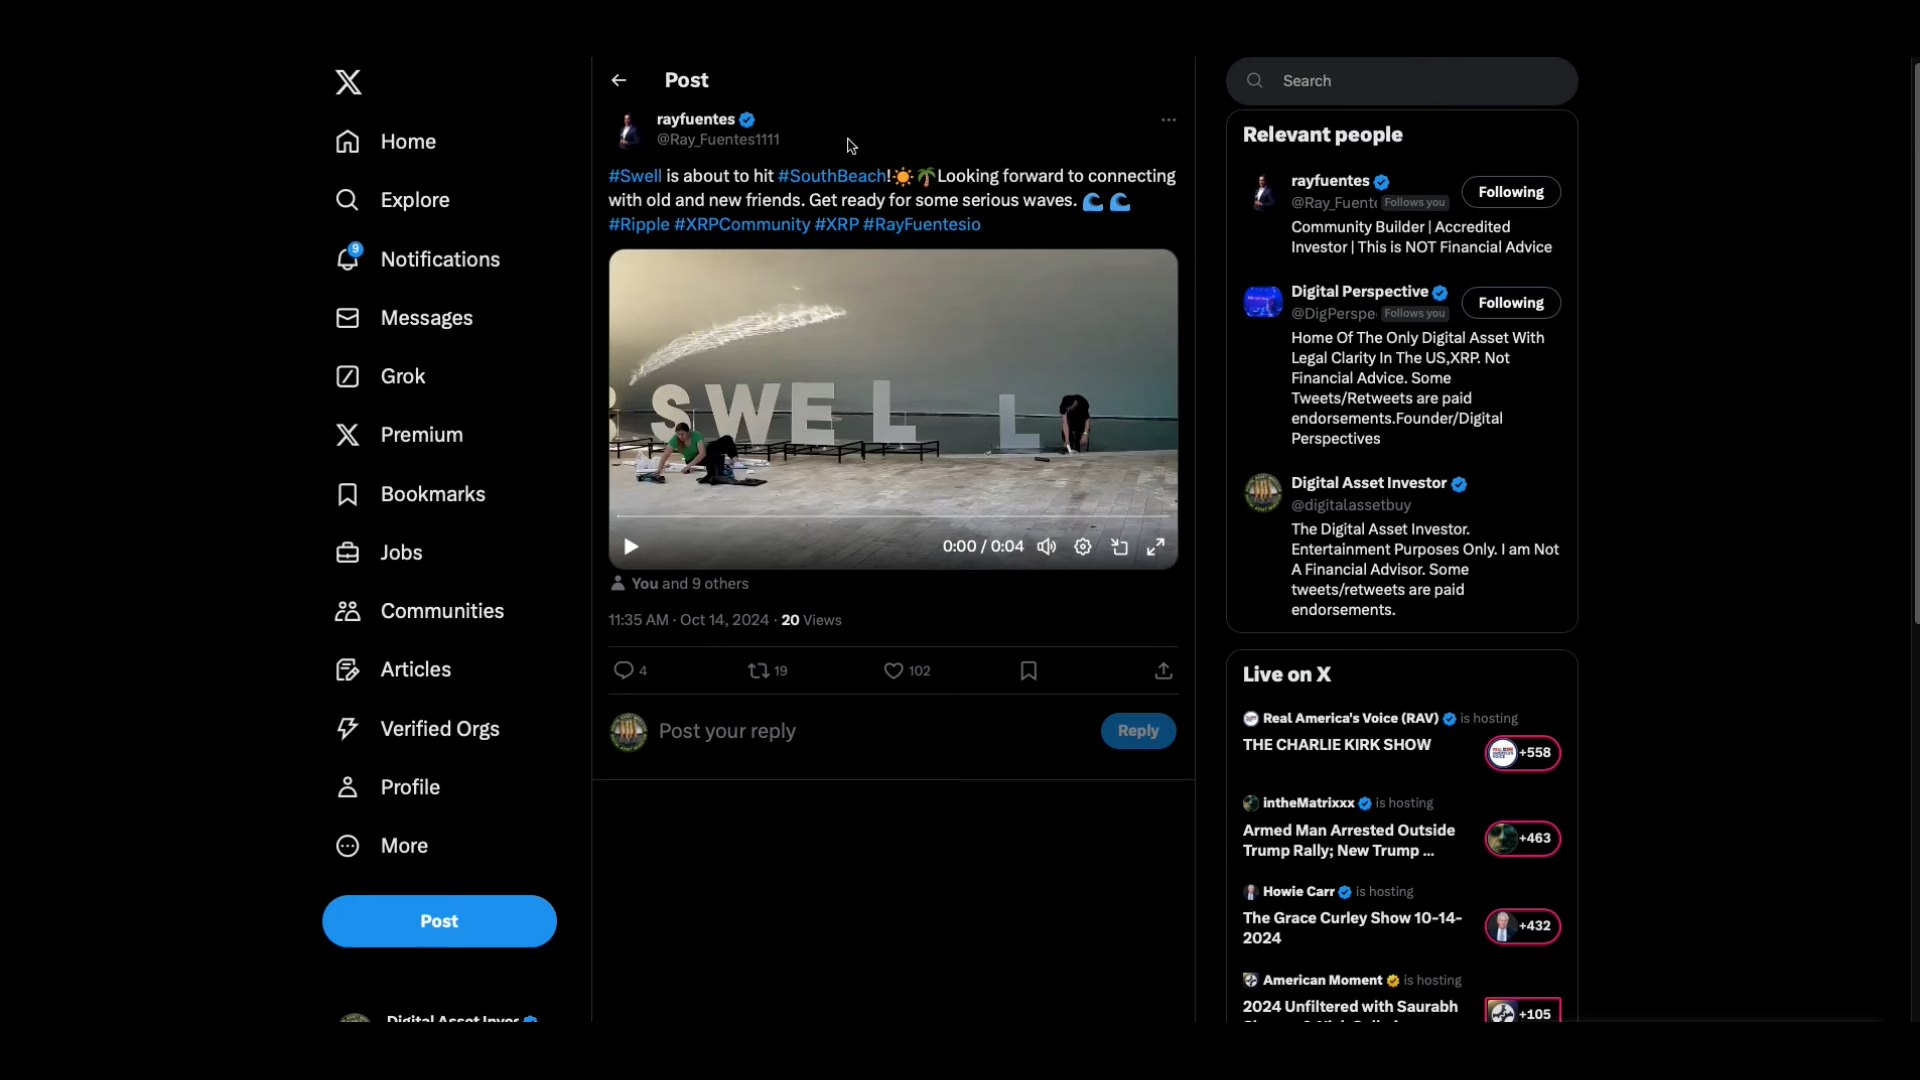 Home
Explore
9
Notifications
Messages
Grok
Premium
Bookmarks
Jobs
Communities
Articles
Verified Orgs
Profile
More
Post
Digital Asset Inves
Post
rayfuentes
@Ray_Fuentes1111
#Swell is about to hit #SouthBeach!☀️🌴Looking forward to connecting
with old and new friends. Get ready for some serious waves. 🌊 🌊
#Ripple #XRPCommunity #XRP #RayFuentesio
SWEL L
0:00 / 0:04
You and 9 others
11:35 AM · Oct 14, 2024 · 20 Views
4 19 102
Post your reply
Reply
Search
Relevant people
rayfuentes
@Ray_Fuente Follows you
Following
Community Builder | Accredited
Investor | This is NOT Financial Advice
Digital Perspective
@DigPerspe Follows you
Following
Home Of The Only Digital Asset With
Legal Clarity In The US,XRP. Not
Financial Advice. Some
Tweets/Retweets are paid
endorsements.Founder/Digital
Perspectives
Digital Asset Investor
@digitalassetbuy
The Digital Asset Investor.
Entertainment Purposes Only. I am Not
A Financial Advisor. Some
tweets/retweets are paid
endorsements.
Live on X
Real America's Voice (RAV) is hosting
THE CHARLIE KIRK SHOW
+558
intheMatrixxx is hosting
Armed Man Arrested Outside
Trump Rally; New Trump ...
+463
Howie Carr is hosting
The Grace Curley Show 10-14-
2024
+432
American Moment is hosting
2024 Unfiltered with Saurabh
+105